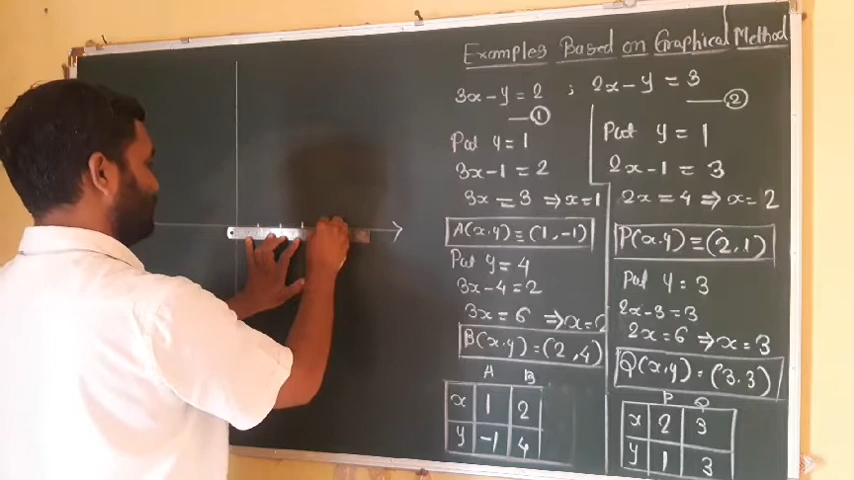 Examples Based on Graphical Method
3x-y=2 ; 2x-y=3
① ②
Put y=1
3x-1=2
3x=3 ⇒x=1
A(x,y)≡(1,-1)
Put y=4
3x-4=2
3x=6 ⇒x=2
B(x,y)=(2,4)
A B
x 1 2
y -1 4
Put y=1
2x-1=3
2x=4 ⇒x=2
P(x,y)≡(2,1)
Put y=3
2x-3=3
2x=6 ⇒x=3
Q(x,y)=(3.3)
P Q
x 2 3
y 1 3